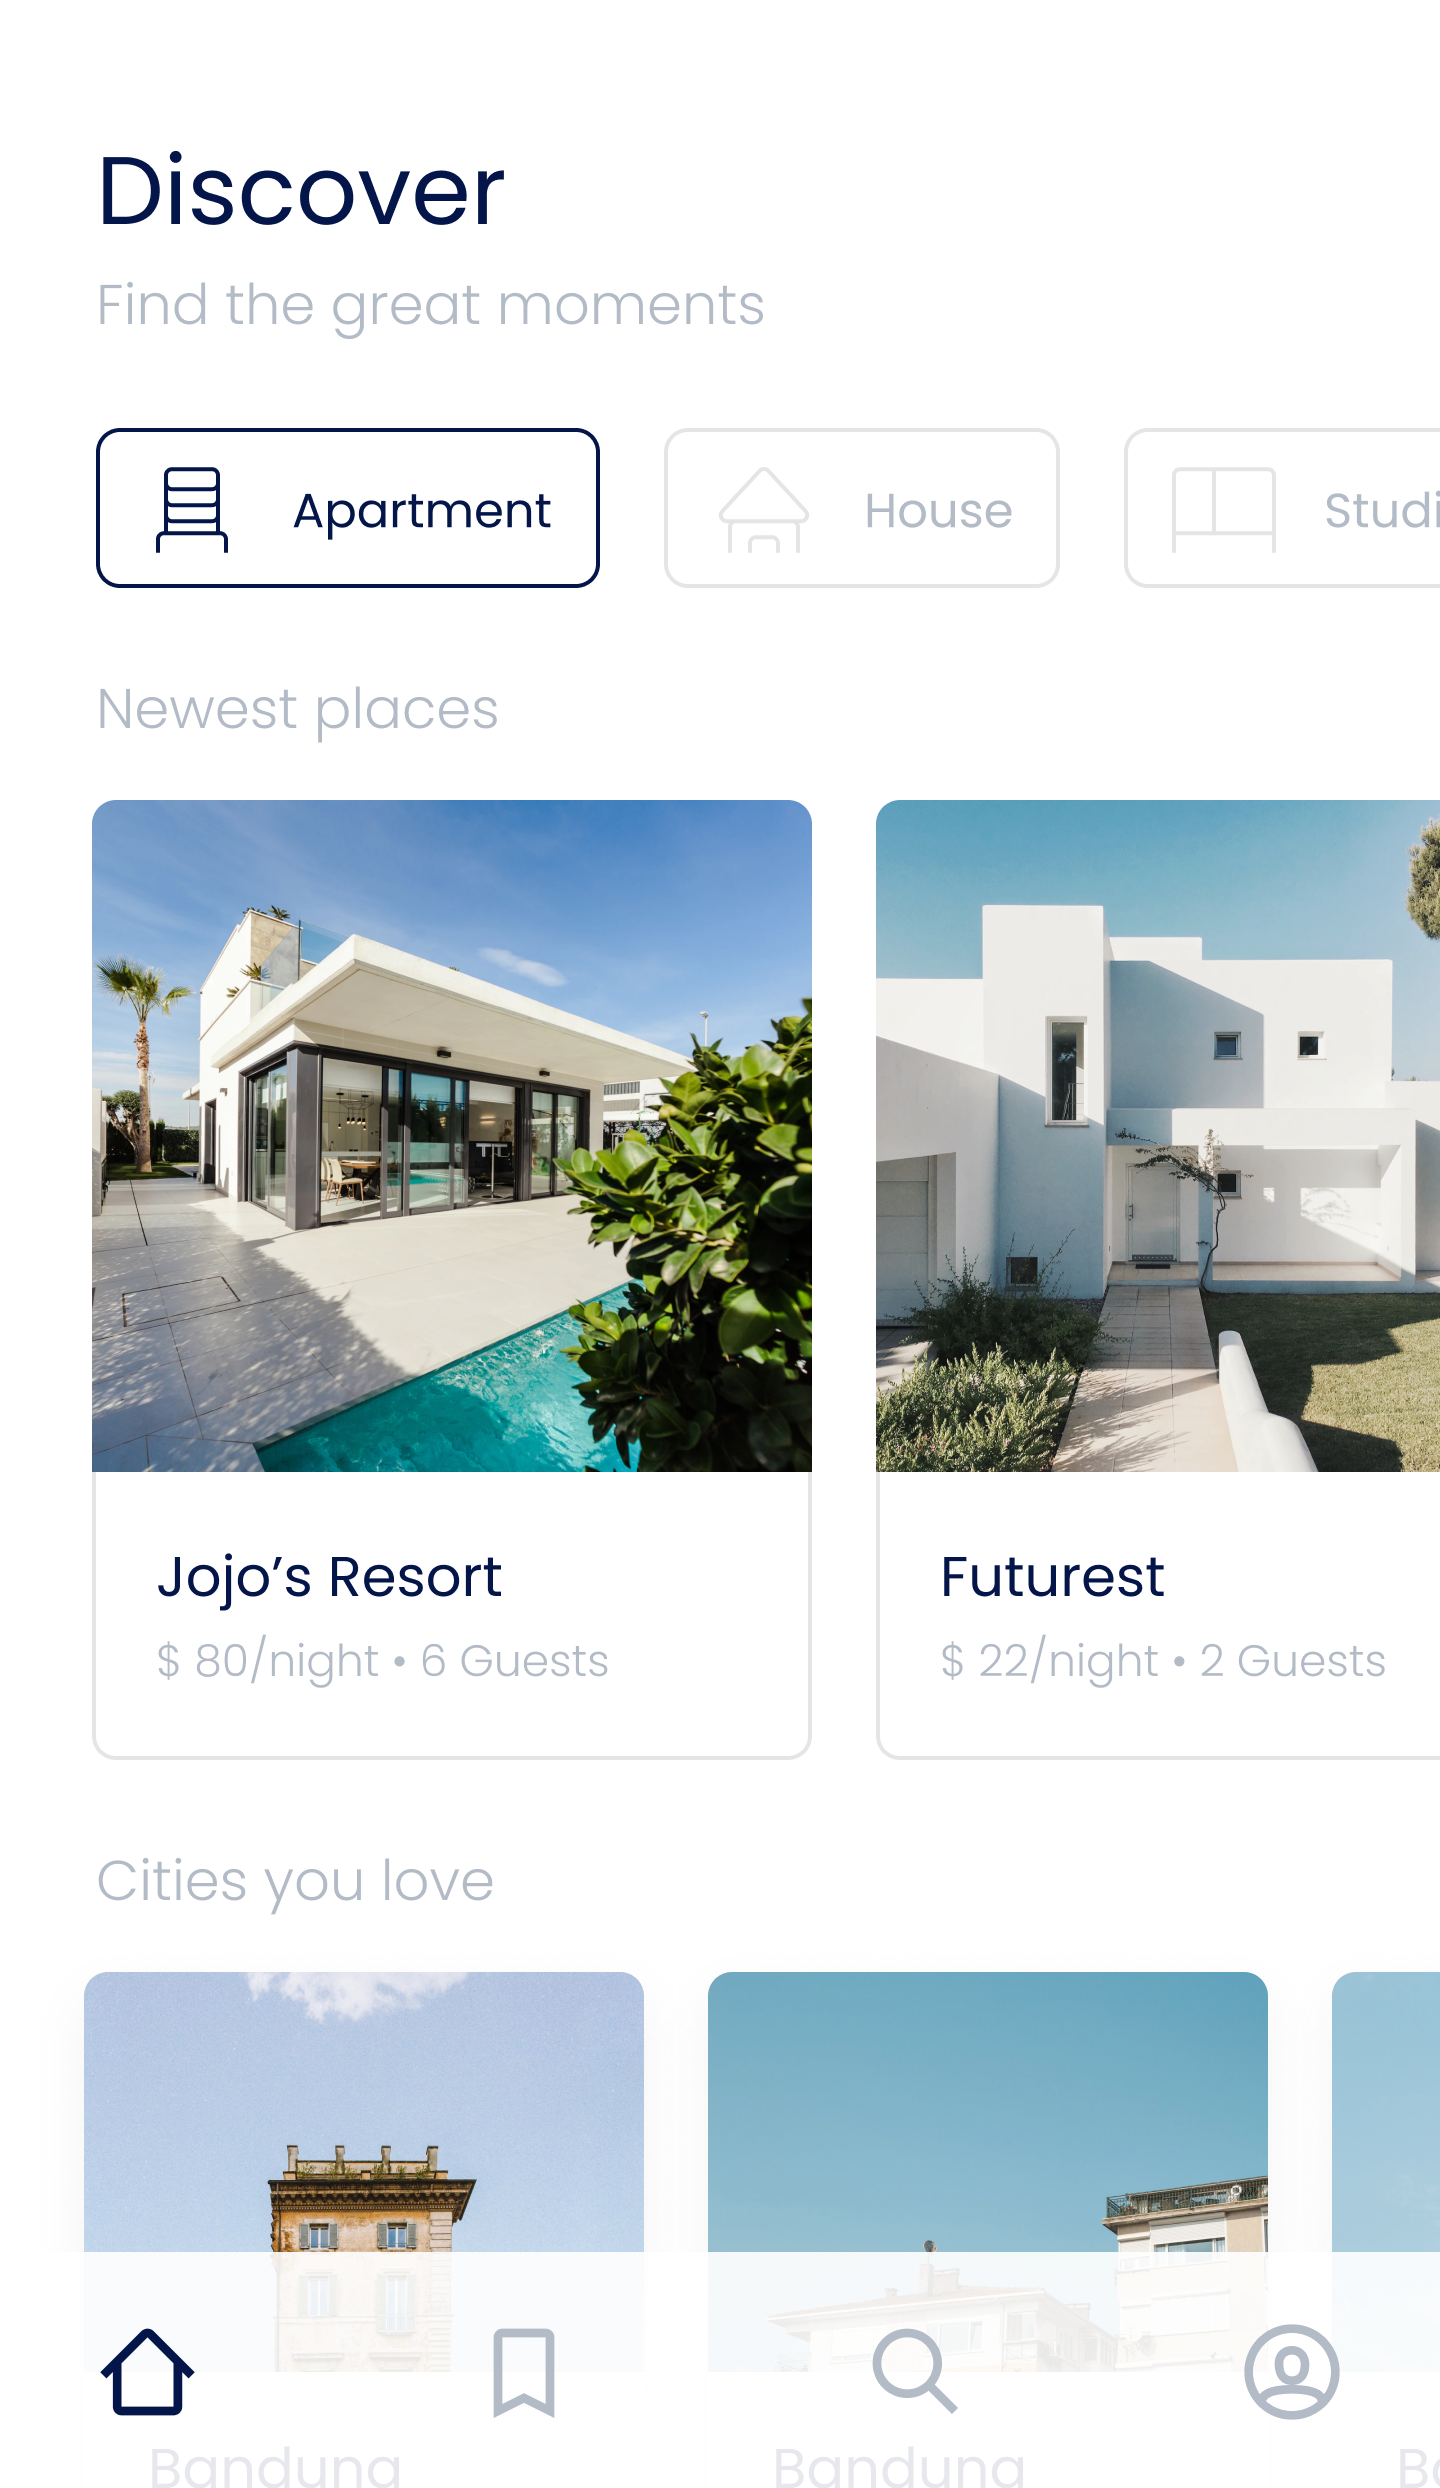 Discover
Find the great moments
Apartment House Studi
Newest places
Jojo’s Resort
$ 80/night • 6 Guests
Futurest
$ 22/night • 2 Guests
Cities you love
Bandung Bandung